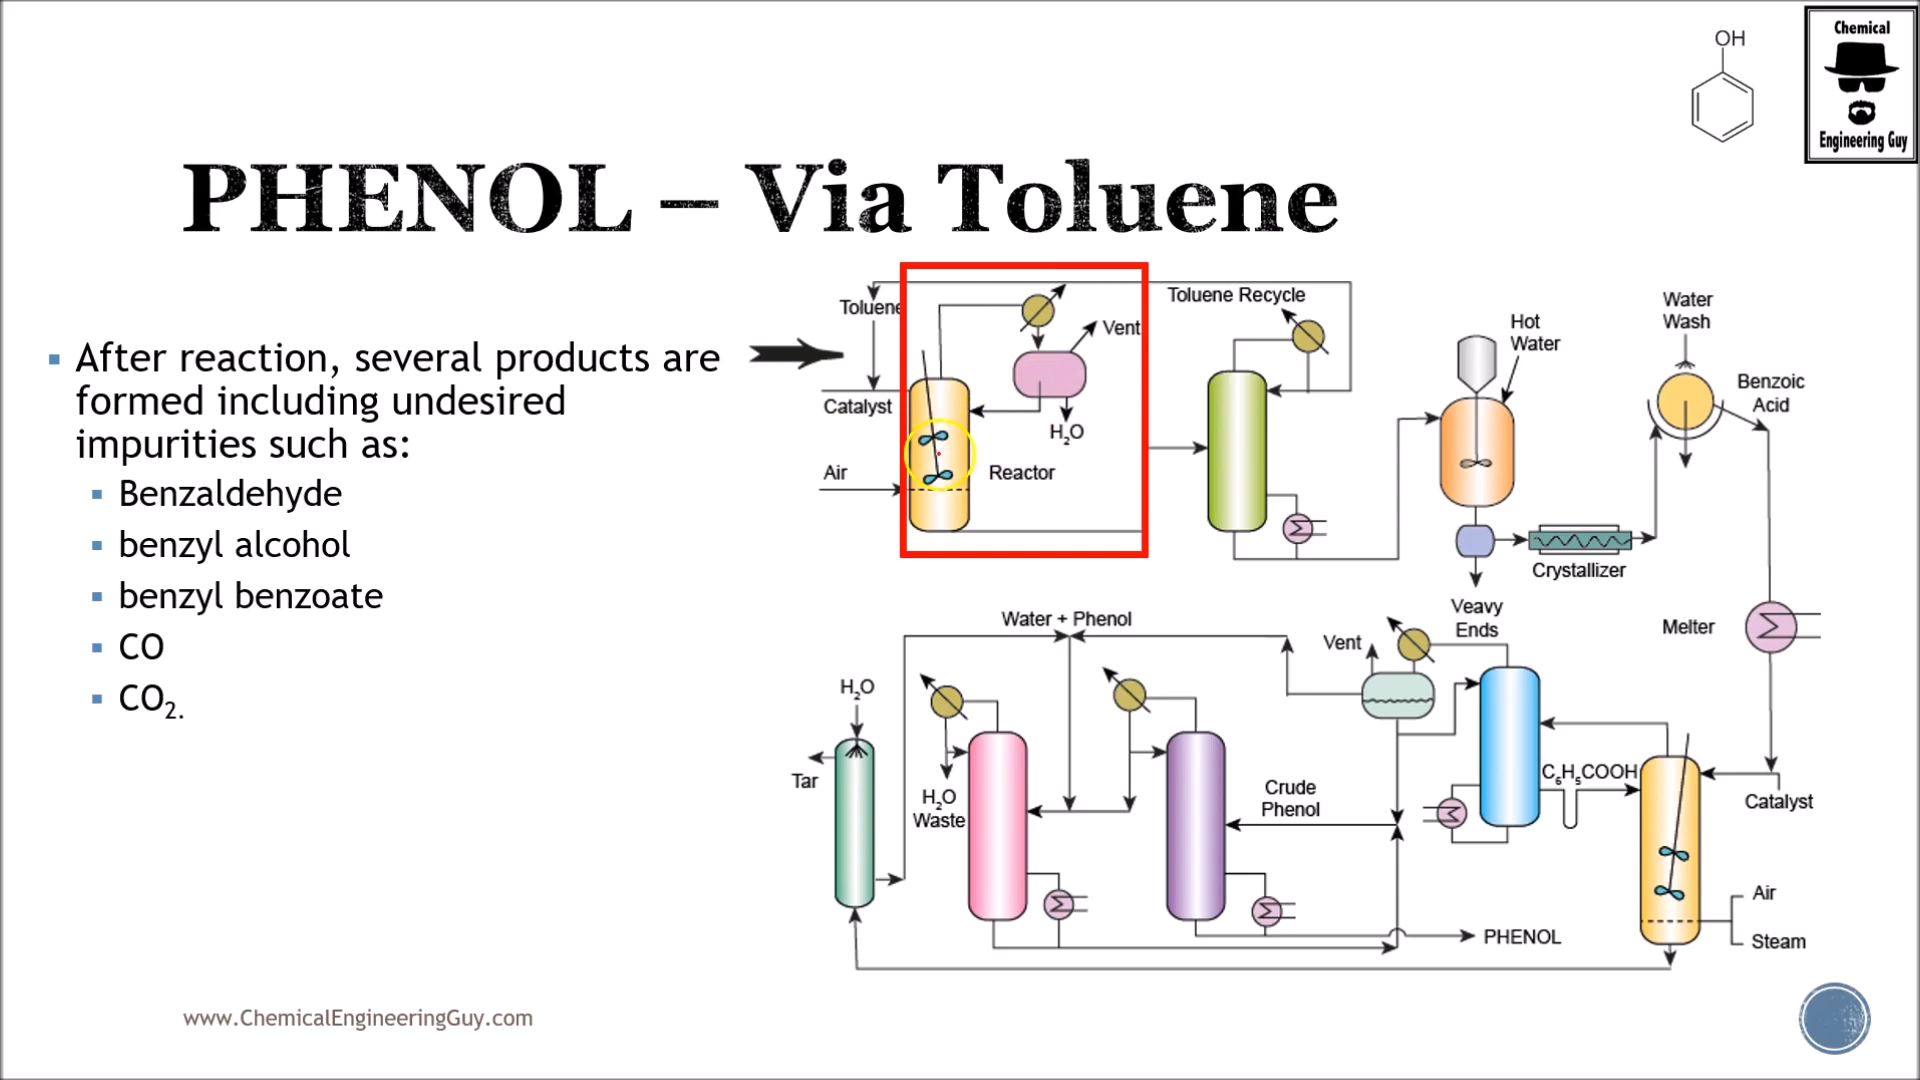 OH
Chemical
Engineering Guy
PHENOL – Via Toluene
After reaction, several products are
formed including undesired
impurities such as:
Benzaldehyde
benzyl alcohol
benzyl benzoate
CO
CO2.
Toluene
Toluene Recycle
Vent
Catalyst
H2O
Air
Reactor
Hot
Water
Water
Wash
Benzoic
Acid
Crystallizer
Veavy
Ends
Melter
Water + Phenol
Vent
H2O
Tar
H2O
Waste
Crude
Phenol
C6H5COOH
Catalyst
Air
Steam
PHENOL
www.ChemicalEngineeringGuy.com